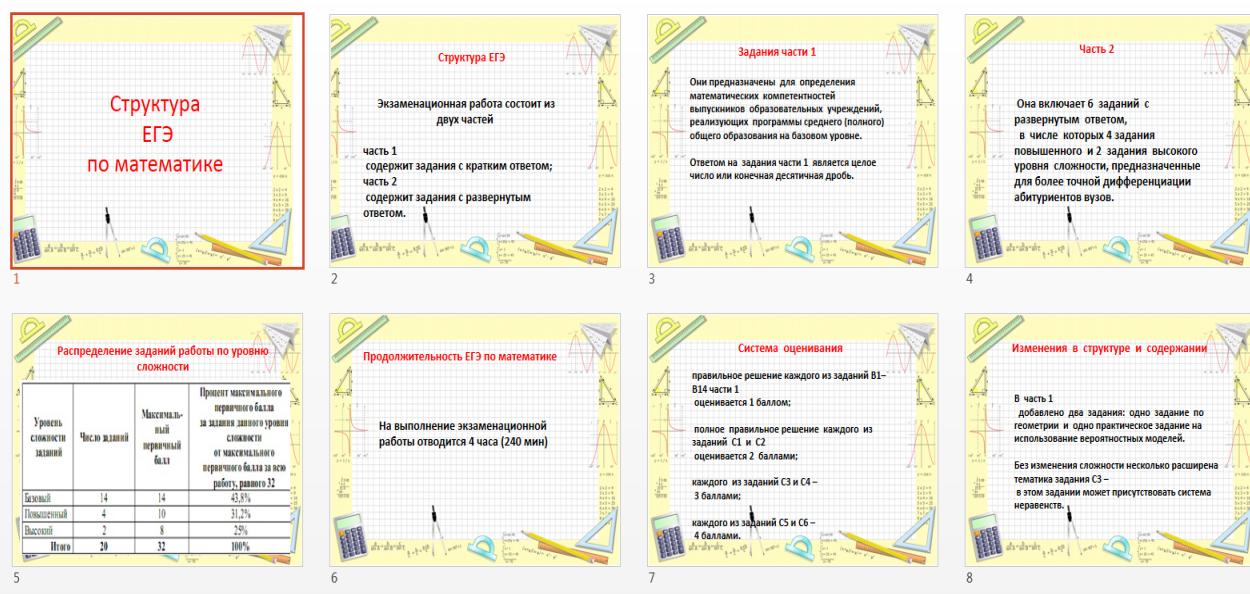 Структура
ЕГЭ
по математике
1
Структура ЕГЭ
Экзаменационная работа состоит из
двух частей
часть 1
содержит задания с кратким ответом;
часть 2
содержит задания с развернутым
ответом.
2
Задания части 1
Они предназначены для определения
математических компетентностей
выпускников образовательных учреждений,
реализующих программы среднего (полного)
общего образования на базовом уровне.
Ответом на задания части 1 является целое
число или конечная десятичная дробь.
3
Часть 2
Она включает 6 заданий с
развернутым ответом,
в числе которых 4 задания
повышенного и 2 задания высокого
уровня сложности, предназначенные
для более точной дифференциации
абитуриентов вузов.
4
Распределение заданий работы по уровню
сложности
Уровень
сложности
заданий
Число заданий
Максималь-
ный
первичный
балл
Процент максимального
первичного балла
за задания данного уровня
сложности
от максимального
первичного балла за всю
работу, равного 32
Базовый 14 14 43,8%
Повышенный 4 10 31,2%
Высокий 2 8 25%
Итого 20 32 100%
5
Продолжительность ЕГЭ по математике
На выполнение экзаменационной
работы отводится 4 часа (240 мин)
6
Система оценивания
правильное решение каждого из заданий В1–
В14 части 1
оценивается 1 баллом;
полное правильное решение каждого из
заданий С1 и С2
оценивается 2 баллами;
каждого из заданий С3 и С4 –
3 баллами;
каждого из заданий С5 и С6 –
4 баллами.
7
Изменения в структуре и содержании
В часть 1
добавлено два задания: одно задание по
геометрии и одно практическое задание на
использование вероятностных моделей.
Без изменения сложности несколько расширена
тематика задания С3 –
в этом задании может присутствовать система
неравенств.
8